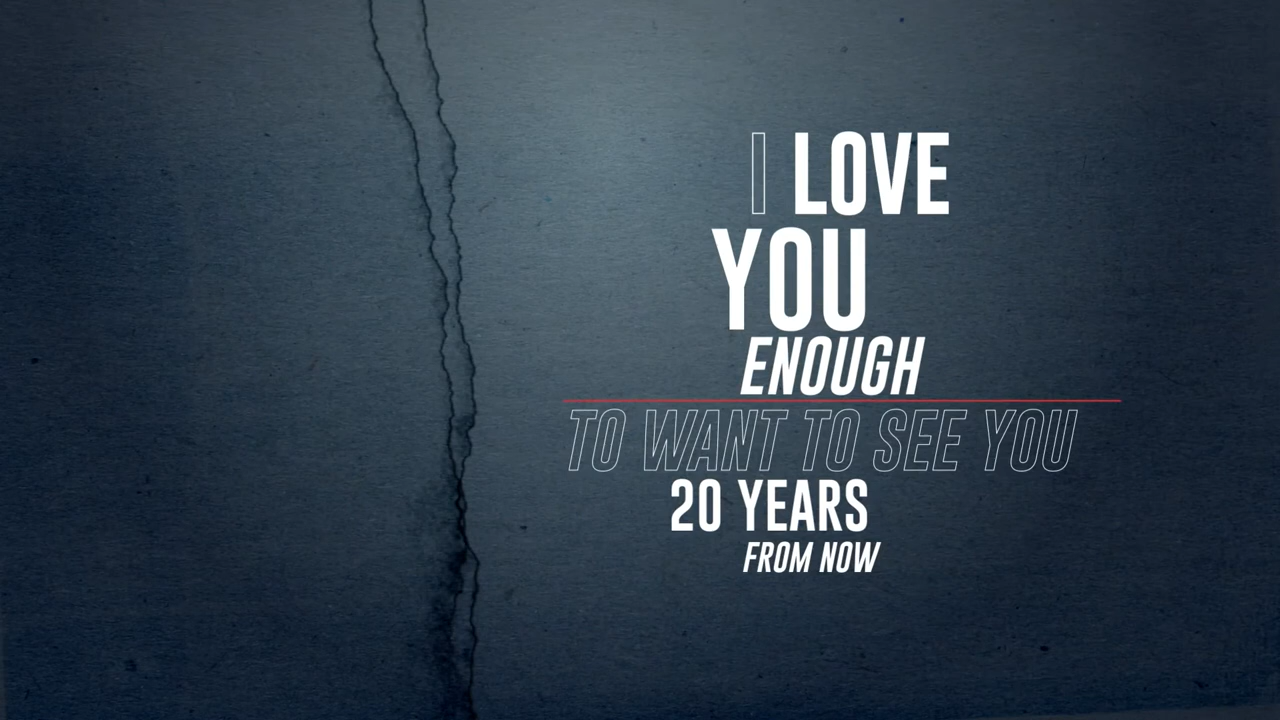 I LOVE
YOU
ENOUGH
TO WANT TO SEE YOU
20 YEARS
FROM NOW